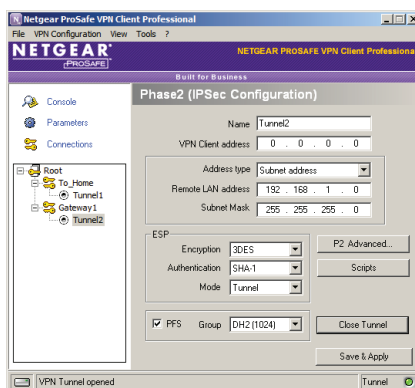 Netgear ProSafe VPN Client Professional
File VPN Configuration View Tools ?
NETGEAR
PROSAFE
NETGEAR PROSAFE VPN Client Professiona
Built for Business
Console
Parameters
Connections
Root
To_Home
Tunnel1
Gateway1
Tunnel2
Phase2 (IPSec Configuration)
Name Tunnel2
VPN Client address 0 . 0 . 0 . 0
Address type Subnet address
Remote LAN address 192 . 168 . 1 . 0
Subnet Mask 255 . 255 . 255 . 0
ESP
Encryption 3DES
Authentication SHA-1
Mode Tunnel
P2 Advanced...
Scripts
PFS Group DH2 (1024)
Close Tunnel
Save & Apply
VPN Tunnel opened
Tunnel